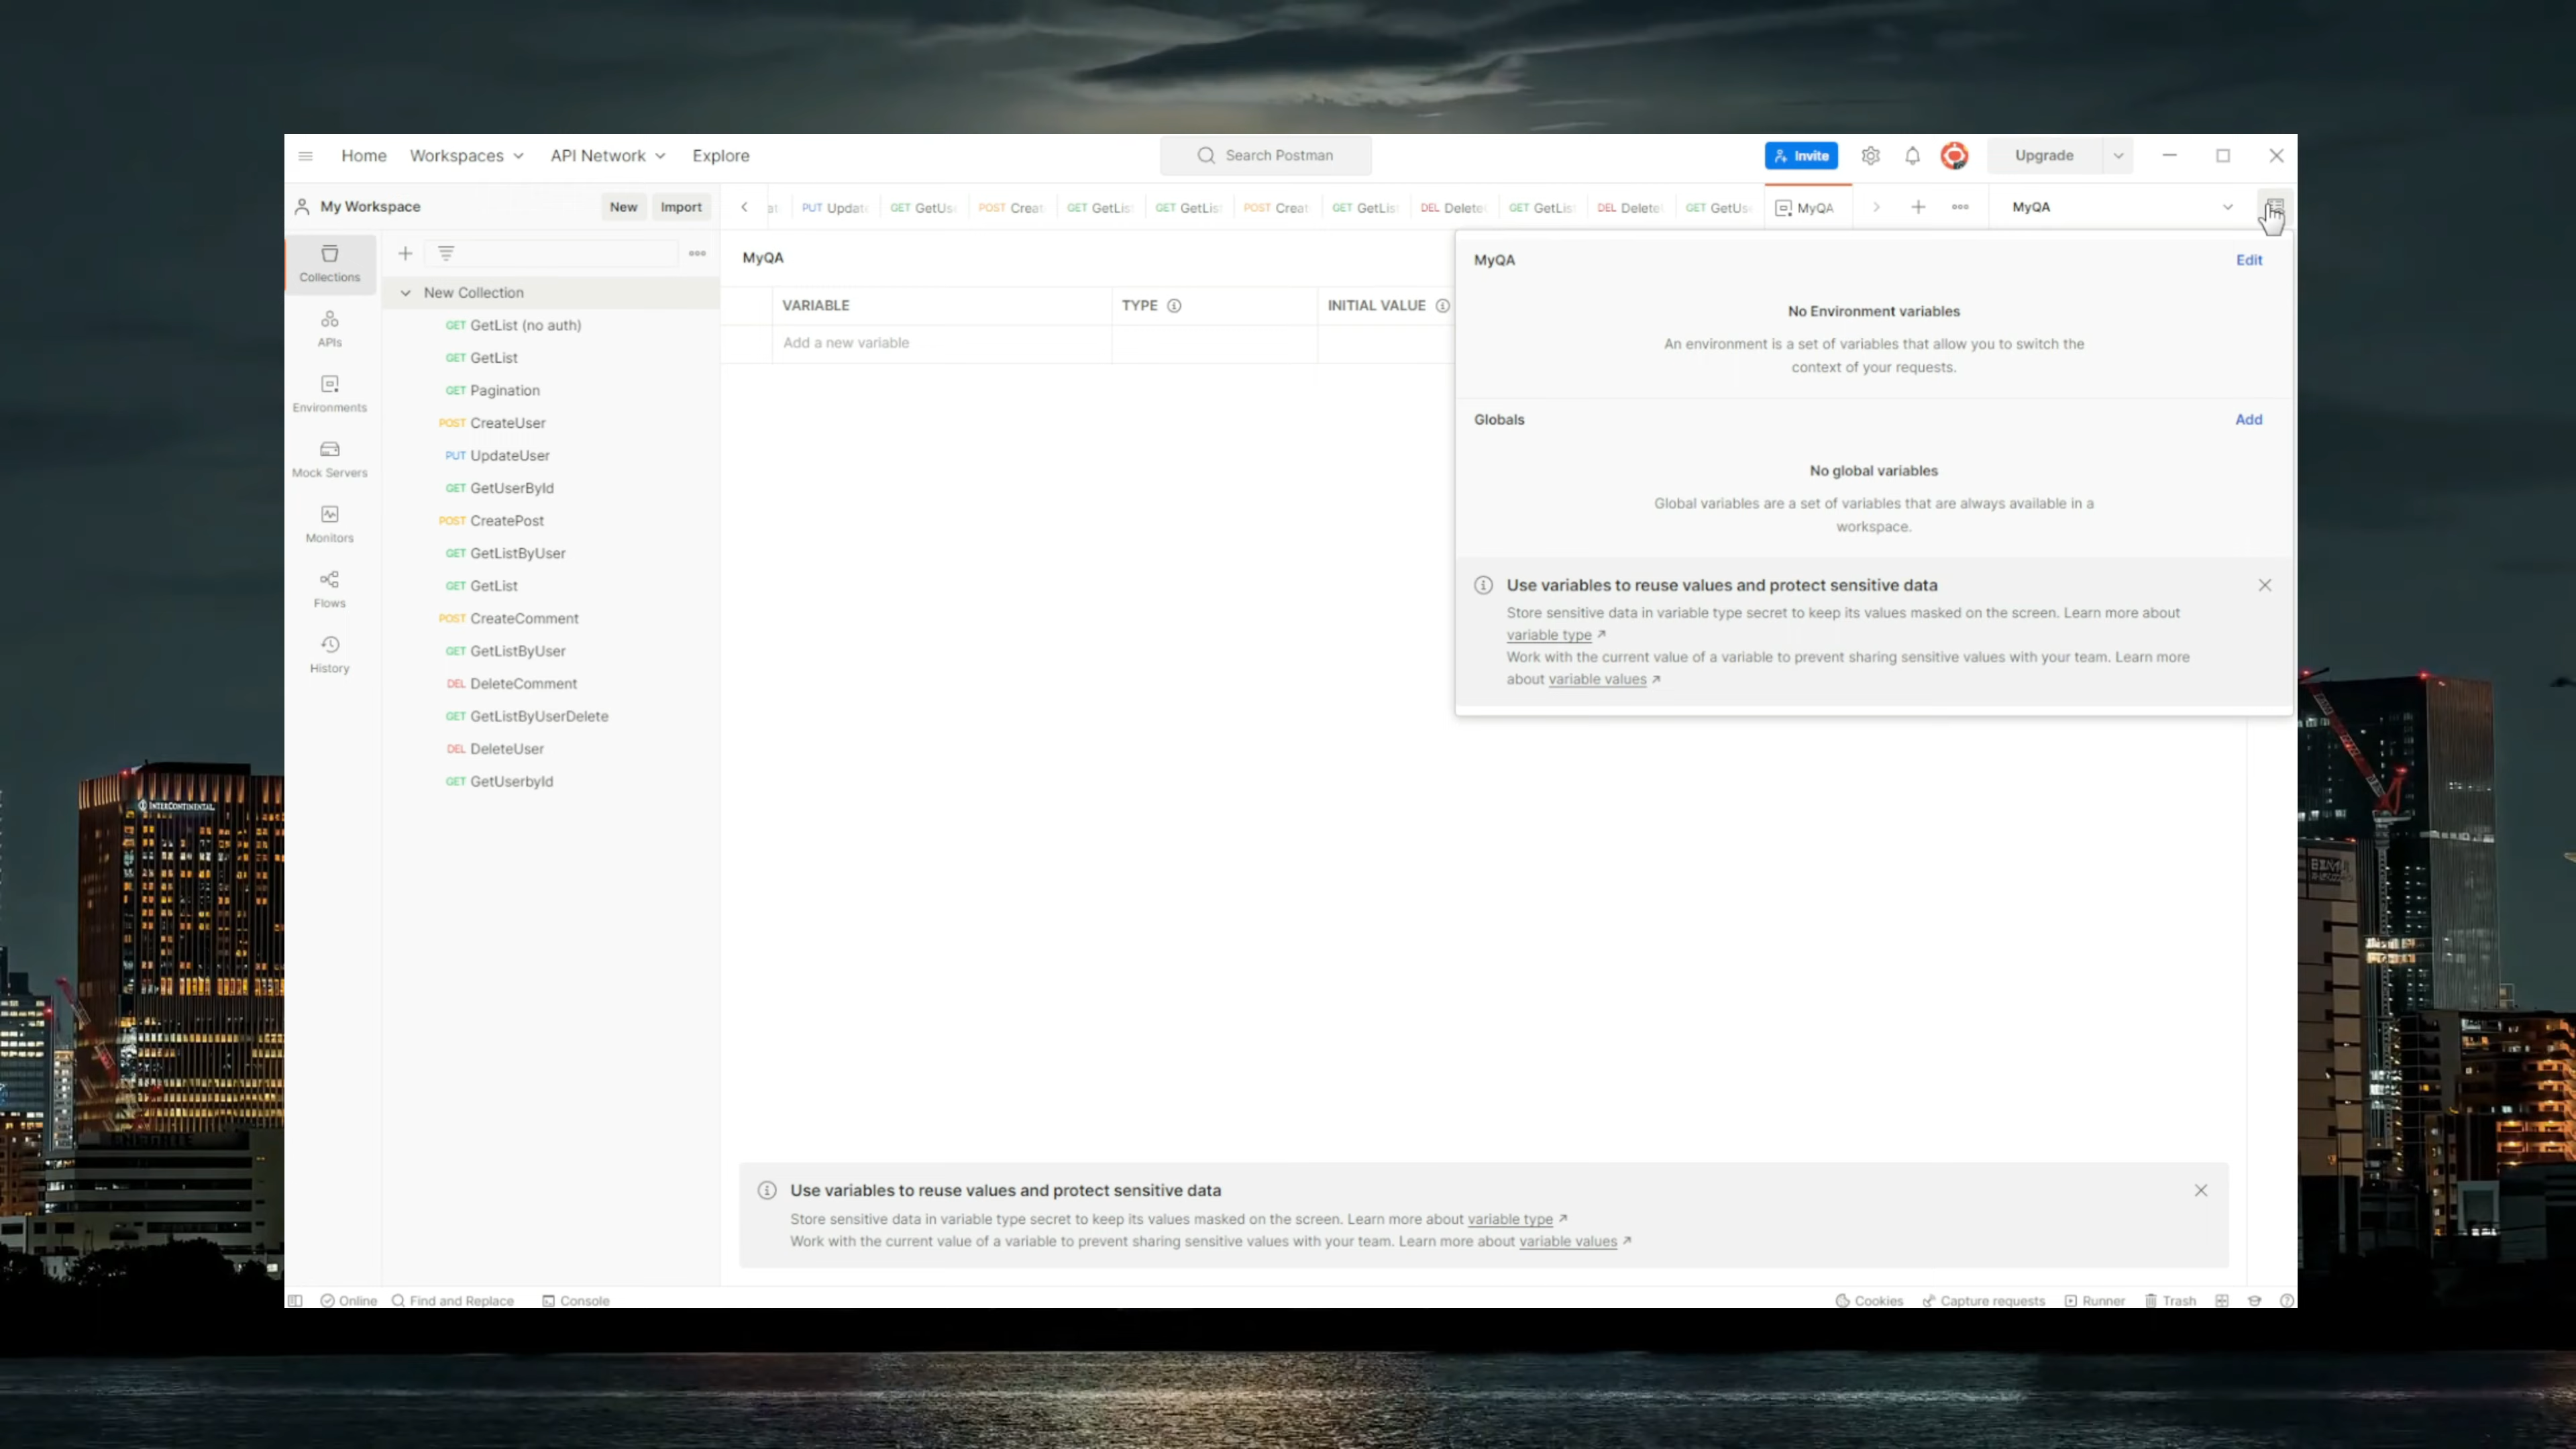 Home Workspaces API Network Explore Search Postman Invite Upgrade
My Workspace New Import PUT Update GET GetUs POST Creat GET GetLis GET GetLis POST Creat GET GetLis DEL Delete GET GetLis DEL Delete GET GetUs MyQA MyQA
Collections
APIs
Environments
Mock Servers
Monitors
Flows
History
New Collection
GET GetList (no auth)
GET GetList
GET Pagination
POST CreateUser
PUT UpdateUser
GET GetUserById
POST CreatePost
GET GetListByUser
GET GetList
POST CreateComment
GET GetListByUser
DEL DeleteComment
GET GetListByUserDelete
DEL DeleteUser
GET GetUserbyId
MyQA
VARIABLE TYPE INITIAL VALUE
Add a new variable
MyQA Edit
No Environment variables
An environment is a set of variables that allow you to switch the
context of your requests.
Globals Add
No global variables
Global variables are a set of variables that are always available in a
workspace.
Use variables to reuse values and protect sensitive data
Store sensitive data in variable type secret to keep its values masked on the screen. Learn more about
variable type ↗
Work with the current value of a variable to prevent sharing sensitive values with your team. Learn more
about variable values ↗
Use variables to reuse values and protect sensitive data
Store sensitive data in variable type secret to keep its values masked on the screen. Learn more about variable type ↗
Work with the current value of a variable to prevent sharing sensitive values with your team. Learn more about variable values ↗
Online Find and Replace Console Cookies Capture requests Runner Trash
INTERCONTINENTAL